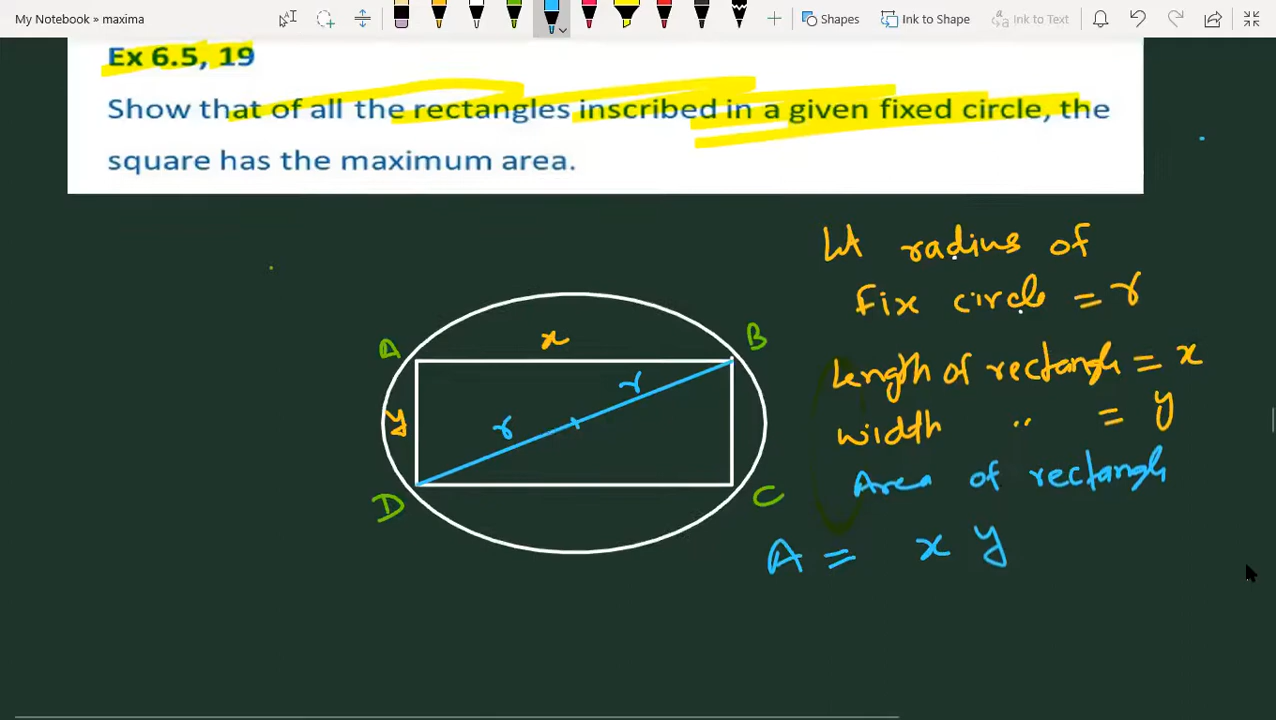 My Notebook » maxima
Shapes
Ink to Shape
Ink to Text
Ex 6.5, 19
Show that of all the rectangles inscribed in a given fixed circle, the
square has the maximum area.
Let radius of
Fix circle = r
Length of rectangle = x
width " = y
Area of rectangle
A = x y
A
x
B
y
r
r
D
C